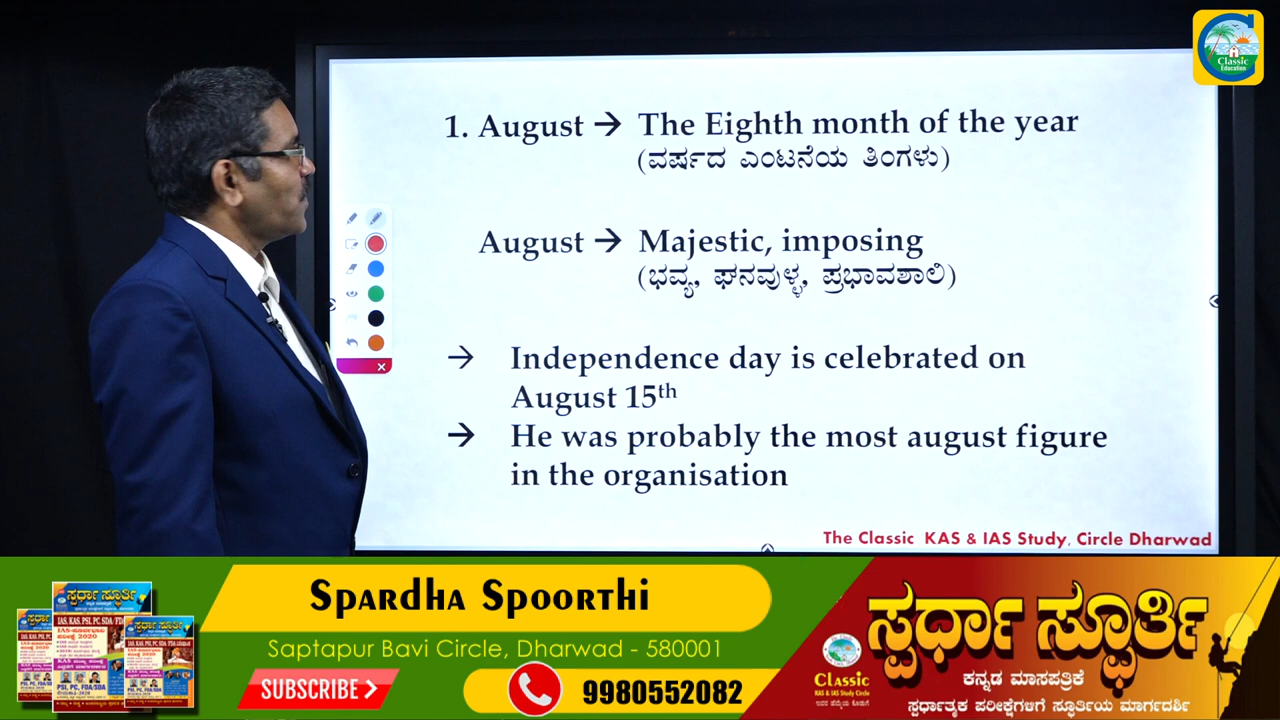 Classic
Education
1. August → The Eighth month of the year
(ವರ್ಷದ ಎಂಟನೆಯ ತಿಂಗಳು)
August → Majestic, imposing
(ಭವ್ಯ, ಘನವುಳ್ಳ, ಪ್ರಭಾವಶಾಲಿ)
→ Independence day is celebrated on
August 15th
→ He was probably the most august figure
in the organisation
The Classic KAS & IAS Study, Circle Dharwad
Spardha Spoorthi
Saptapur Bavi Circle, Dharwad - 580001
SUBSCRIBE
9980552082
ಸ್ಪರ್ಧಾ ಸ್ಫೂರ್ತಿ
Classic
KAS & IAS Study Circle
ಕನ್ನಡ ಮಾಸಪತ್ರಿಕೆ
ಸ್ಪರ್ಧಾತ್ಮಕ ಪರೀಕ್ಷೆಗಳಿಗೆ ಸ್ಫೂರ್ತಿಯ ಮಾರ್ಗದರ್ಶಿ